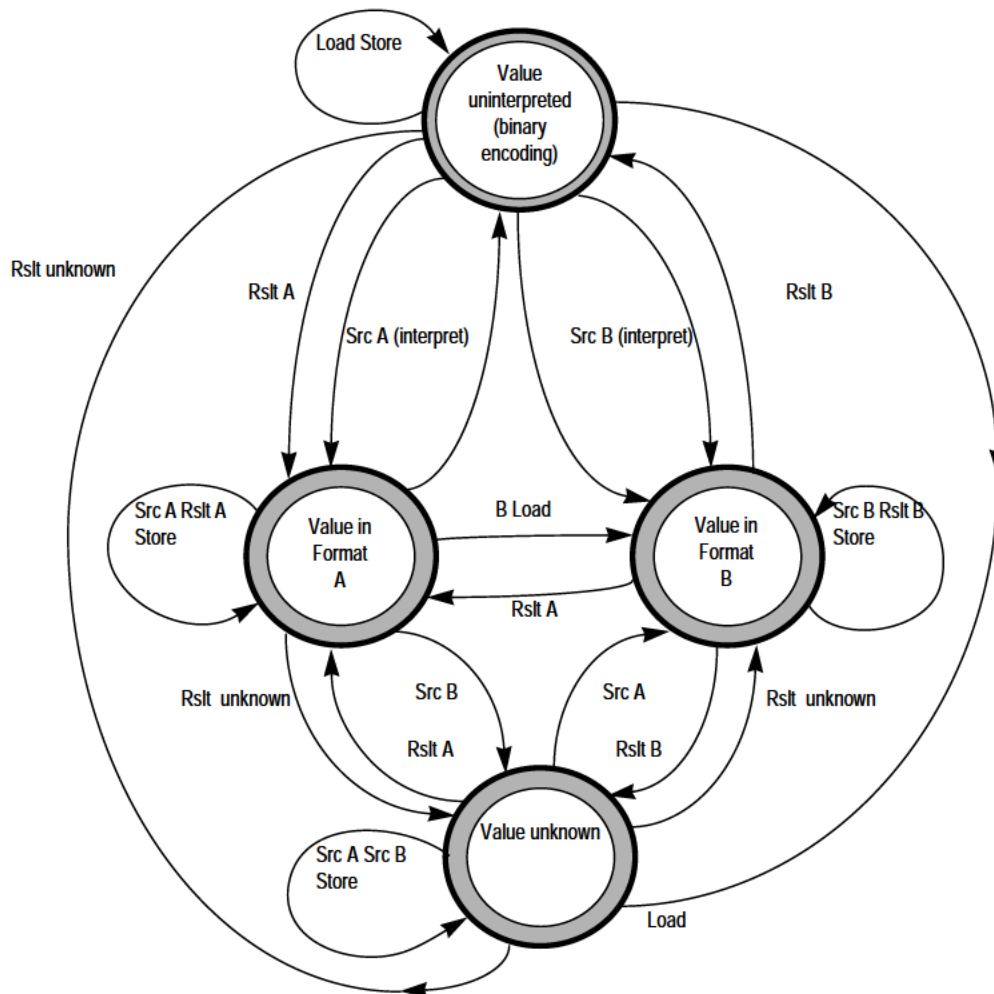 Load Store
Value
uninterpreted
(binary
encoding)
Rslt unknown
Rslt A
Rslt B
Src A (interpret)
Src B (interpret)
Src A Rslt A
Store
Value in
Format
A
B Load
Value in
Format
B
Src B Rslt B
Store
Rslt A
Rslt unknown
Src B
Src A
Rslt unknown
Rslt A
Rslt B
Value unknown
Src A Src B
Store
Load